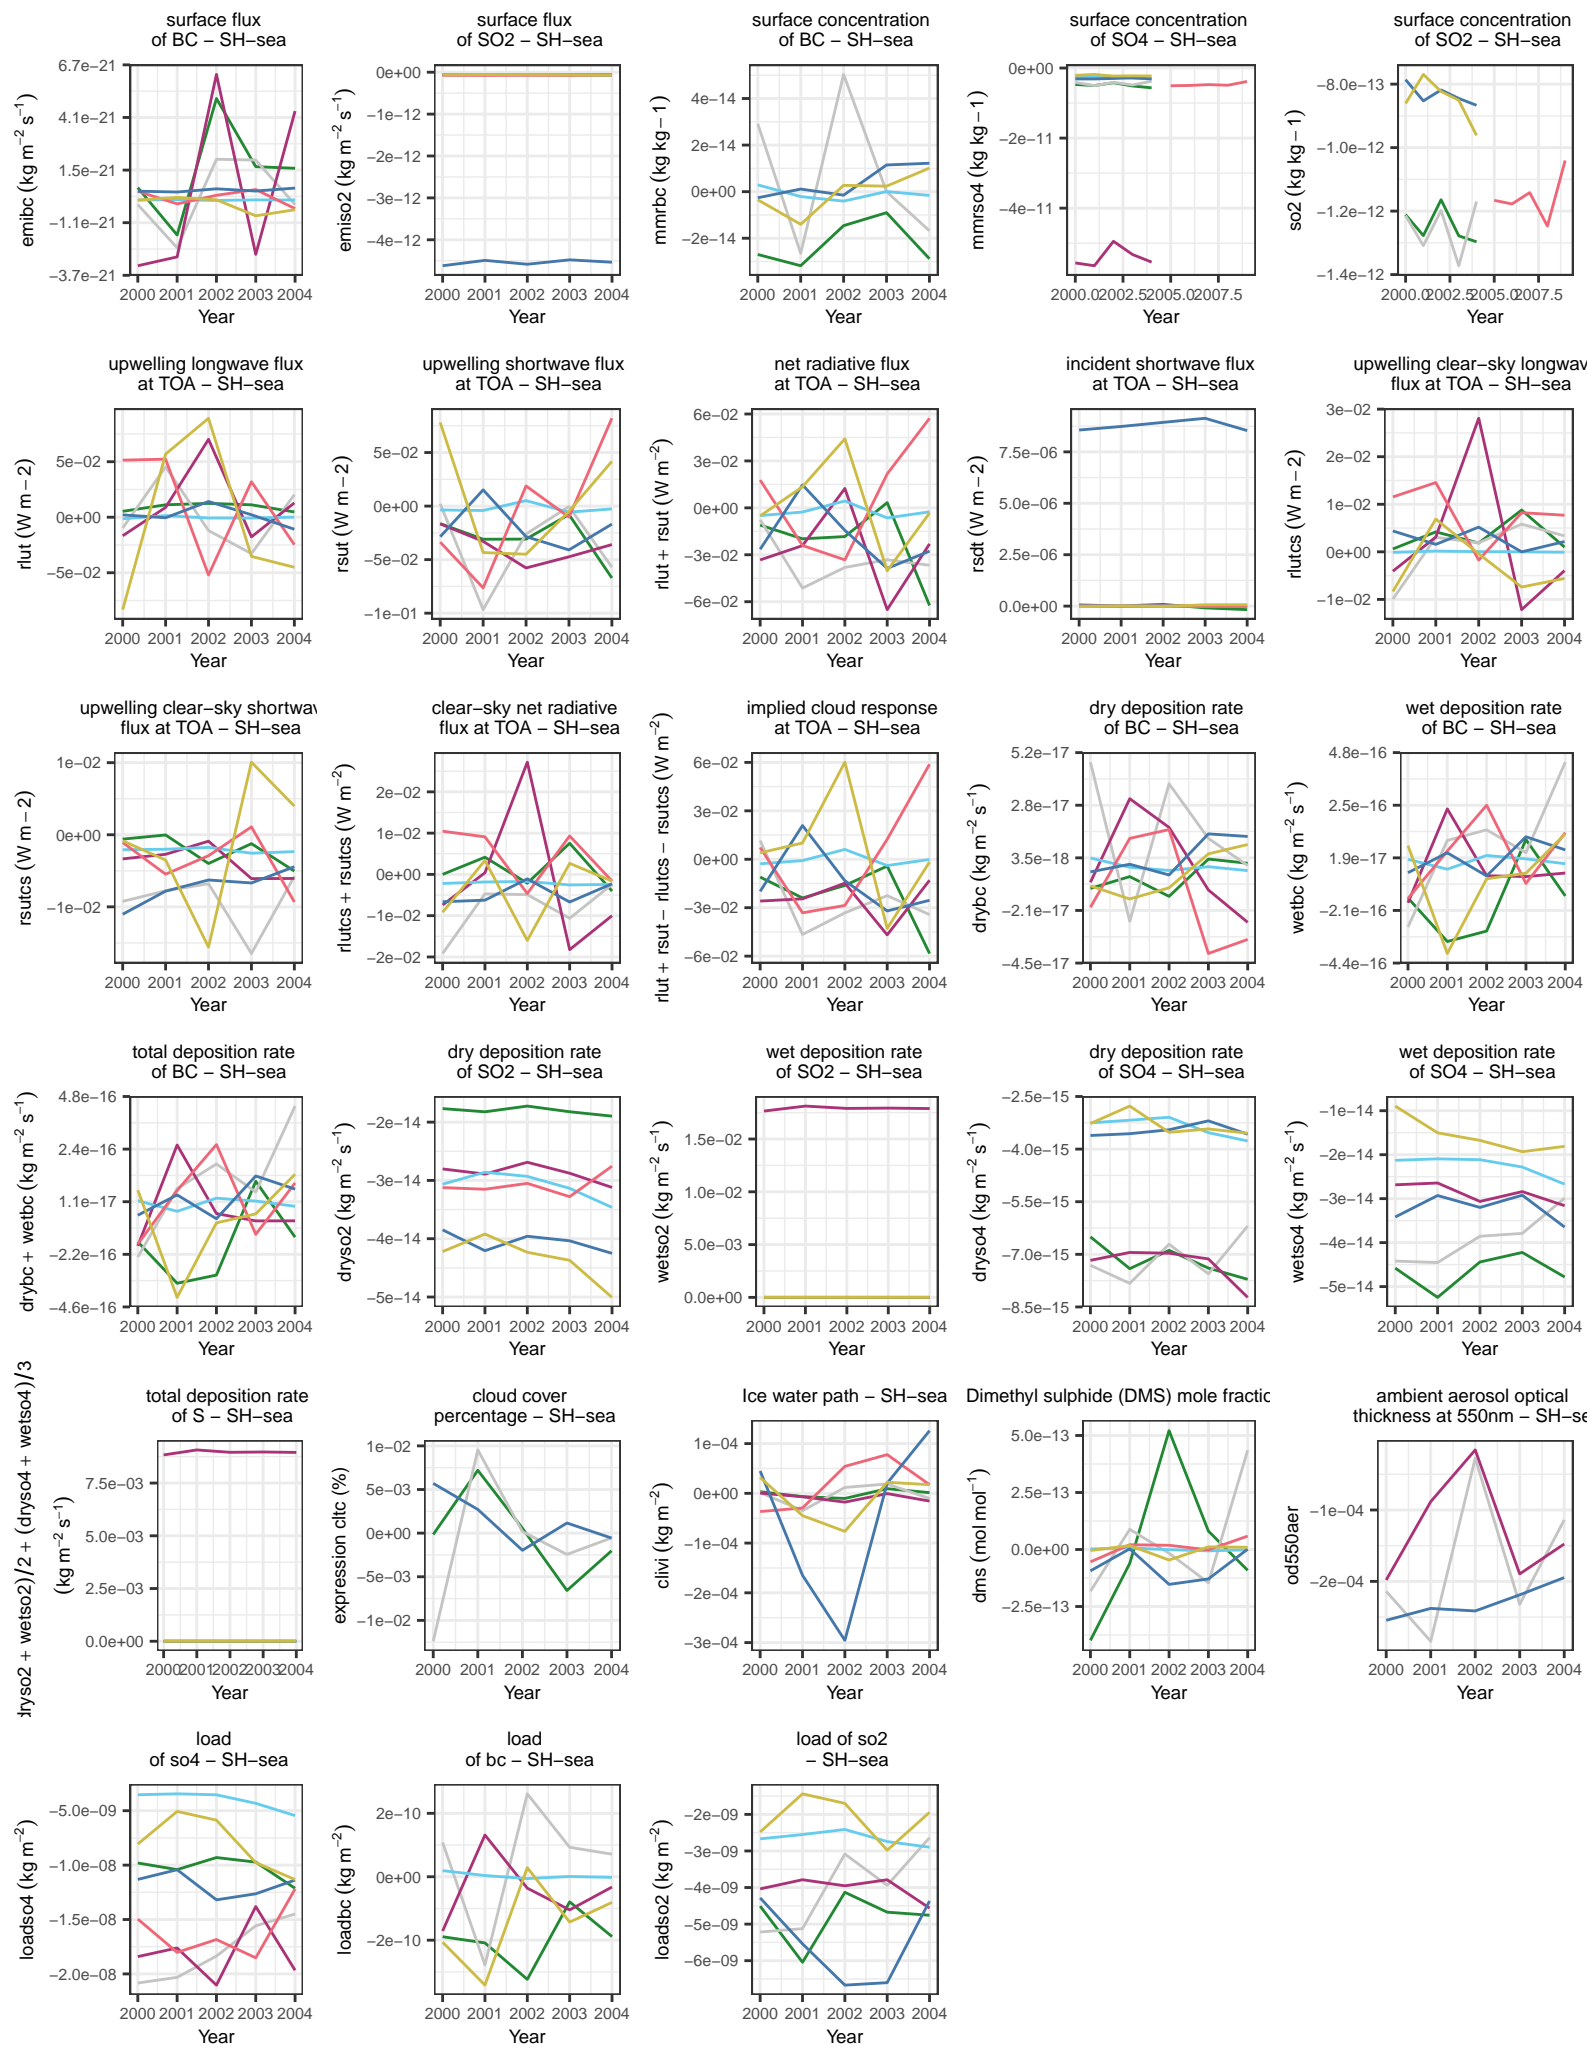 surface flux
of BC − SH−sea
emibc (kg m−2 s−1)
6.7e−21
4.1e−21
1.5e−21
−1.1e−21
−3.7e−21
2000 2001 2002 2003 2004
Year
surface flux
of SO2 − SH−sea
emiso2 (kg m−2 s−1)
0e+00
−1e−12
−2e−12
−3e−12
−4e−12
2000 2001 2002 2003 2004
Year
surface concentration
of BC − SH−sea
mmrbc (kg kg − 1)
4e−14
2e−14
0e+00
−2e−14
2000 2001 2002 2003 2004
Year
surface concentration
of SO4 − SH−sea
mmrso4 (kg kg − 1)
0e+00
−2e−11
−4e−11
2000.0 2002.5 2005.0 2007.5
Year
surface concentration
of SO2 − SH−sea
so2 (kg kg − 1)
−8.0e−13
−1.0e−12
−1.2e−12
−1.4e−12
2000.0 2002.5 2005.0 2007.5
Year
upwelling longwave flux
at TOA − SH−sea
rlut (W m − 2)
5e−02
0e+00
−5e−02
2000 2001 2002 2003 2004
Year
upwelling shortwave flux
at TOA − SH−sea
rsut (W m − 2)
5e−02
0e+00
−5e−02
−1e−01
2000 2001 2002 2003 2004
Year
net radiative flux
at TOA − SH−sea
rlut + rsut (W m−2)
6e−02
3e−02
0e+00
−3e−02
−6e−02
2000 2001 2002 2003 2004
Year
incident shortwave flux
at TOA − SH−sea
rsdt (W m − 2)
7.5e−06
5.0e−06
2.5e−06
0.0e+00
2000 2001 2002 2003 2004
Year
upwelling clear−sky longwav
flux at TOA − SH−sea
rlutcs (W m − 2)
3e−02
2e−02
1e−02
0e+00
−1e−02
2000 2001 2002 2003 2004
Year
upwelling clear−sky shortwav
flux at TOA − SH−sea
rsutcs (W m − 2)
1e−02
0e+00
−1e−02
2000 2001 2002 2003 2004
Year
clear−sky net radiative
flux at TOA − SH−sea
rlutcs + rsutcs (W m−2)
2e−02
1e−02
0e+00
−1e−02
−2e−02
2000 2001 2002 2003 2004
Year
implied cloud response
at TOA − SH−sea
rlut + rsut − rlutcs − rsutcs (W m−2)
6e−02
3e−02
0e+00
−3e−02
−6e−02
2000 2001 2002 2003 2004
Year
dry deposition rate
of BC − SH−sea
drybc (kg m−2 s−1)
5.2e−17
2.8e−17
3.5e−18
−2.1e−17
−4.5e−17
2000 2001 2002 2003 2004
Year
wet deposition rate
of BC − SH−sea
wetbc (kg m−2 s−1)
4.8e−16
2.5e−16
1.9e−17
−2.1e−16
−4.4e−16
2000 2001 2002 2003 2004
Year
total deposition rate
of BC − SH−sea
drybc + wetbc (kg m−2 s−1)
4.8e−16
2.4e−16
1.1e−17
−2.2e−16
−4.6e−16
2000 2001 2002 2003 2004
Year
dry deposition rate
of SO2 − SH−sea
dryso2 (kg m−2 s−1)
−2e−14
−3e−14
−4e−14
−5e−14
2000 2001 2002 2003 2004
Year
wet deposition rate
of SO2 − SH−sea
wetso2 (kg m−2 s−1)
1.5e−02
1.0e−02
5.0e−03
0.0e+00
2000 2001 2002 2003 2004
Year
dry deposition rate
of SO4 − SH−sea
dryso4 (kg m−2 s−1)
−2.5e−15
−4.0e−15
−5.5e−15
−7.0e−15
−8.5e−15
2000 2001 2002 2003 2004
Year
wet deposition rate
of SO4 − SH−sea
wetso4 (kg m−2 s−1)
−1e−14
−2e−14
−3e−14
−4e−14
−5e−14
2000 2001 2002 2003 2004
Year
total deposition rate
of S − SH−sea
dryso2 + wetso2)/2 + (dryso4 + wetso4)/3
(kg m−2 s−1)
7.5e−03
5.0e−03
2.5e−03
0.0e+00
2000 2001 2002 2003 2004
Year
cloud cover
percentage − SH−sea
expression cltc (%)
1e−02
5e−03
0e+00
−5e−03
−1e−02
2000 2001 2002 2003 2004
Year
Ice water path − SH−sea
clivi (kg m−2)
1e−04
0e+00
−1e−04
−2e−04
−3e−04
2000 2001 2002 2003 2004
Year
Dimethyl sulphide (DMS) mole fractic
dms (mol mol−1)
5.0e−13
2.5e−13
0.0e+00
−2.5e−13
2000 2001 2002 2003 2004
Year
ambient aerosol optical
thickness at 550nm − SH−se
od550aer
−1e−04
−2e−04
2000 2001 2002 2003 2004
Year
load
of so4 − SH−sea
loadso4 (kg m−2)
−5.0e−09
−1.0e−08
−1.5e−08
−2.0e−08
2000 2001 2002 2003 2004
Year
load
of bc − SH−sea
loadbc (kg m−2)
2e−10
0e+00
−2e−10
2000 2001 2002 2003 2004
Year
load of so2
− SH−sea
loadso2 (kg m−2)
−2e−09
−3e−09
−4e−09
−5e−09
−6e−09
2000 2001 2002 2003 2004
Year